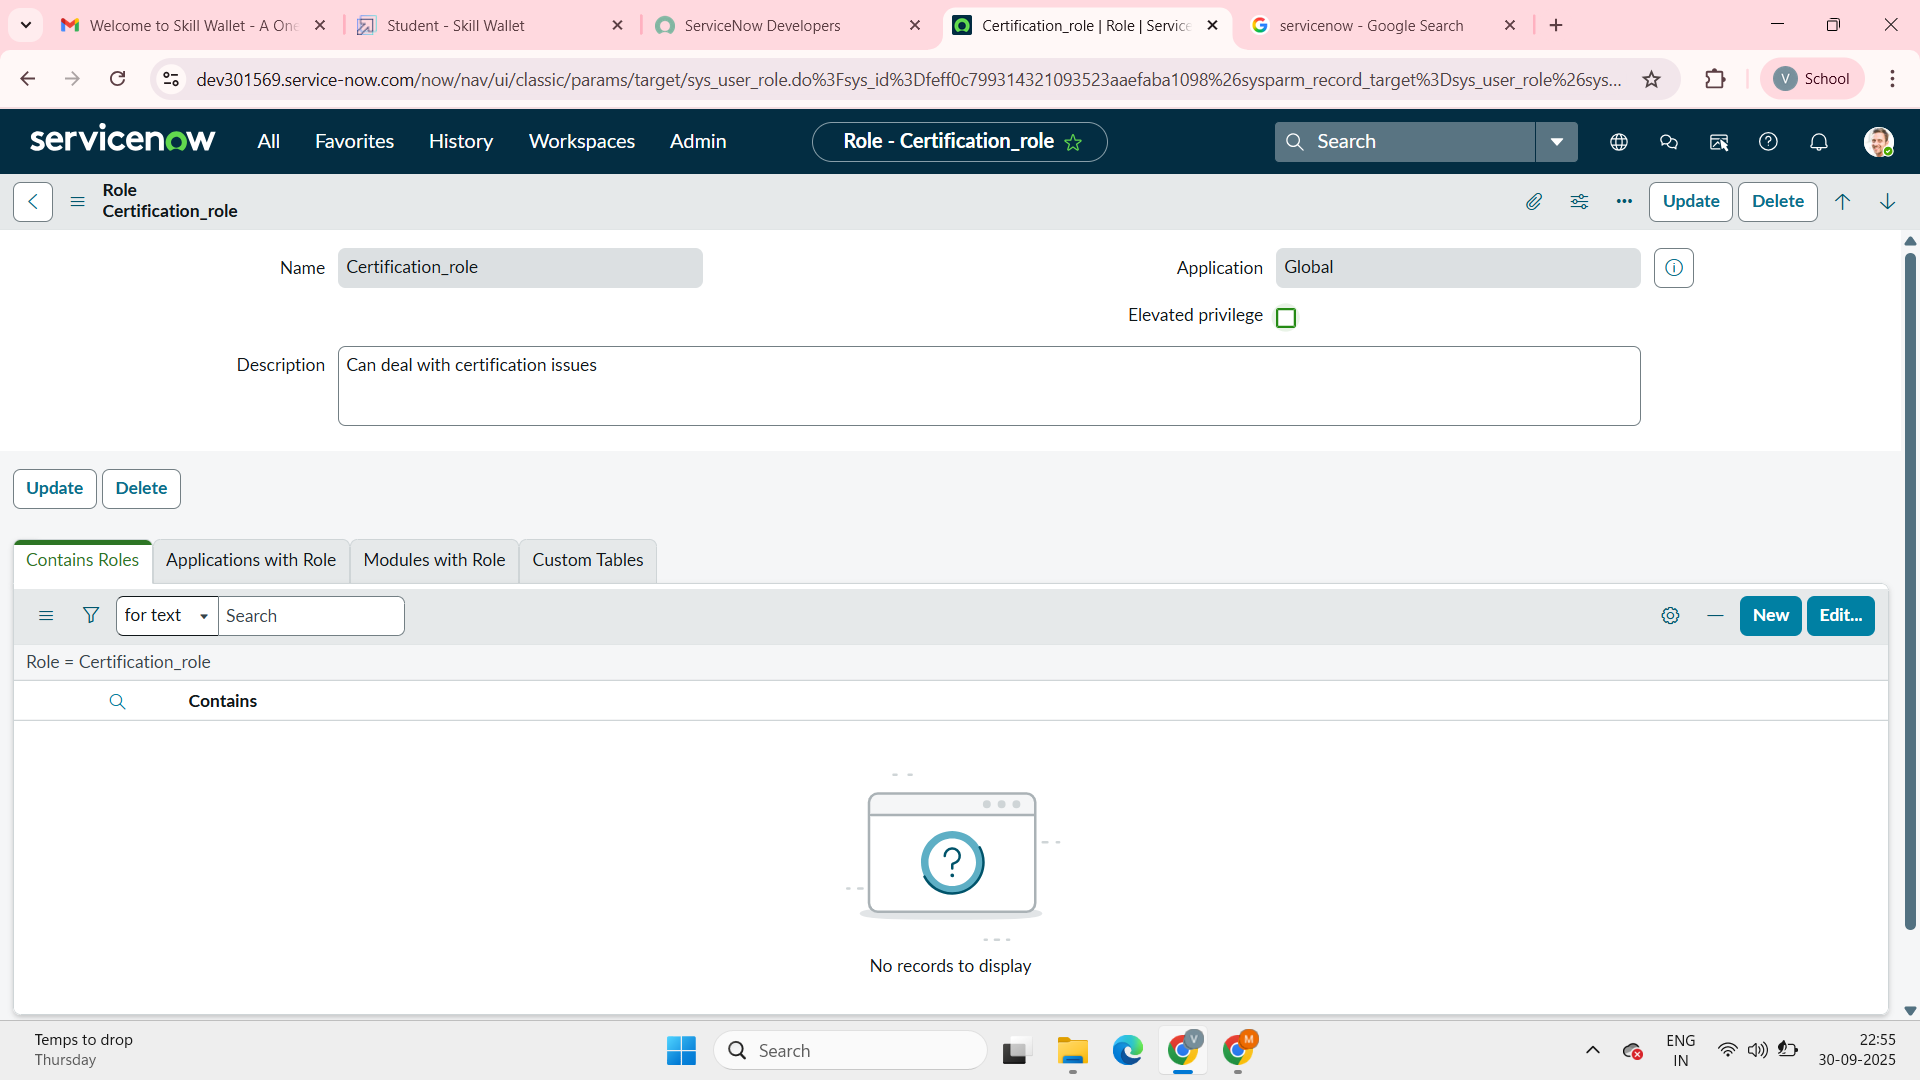 Welcome to Skill Wallet - A One
Student - Skill Wallet
ServiceNow Developers
Certification_role | Role | Service
servicenow - Google Search
dev301569.service-now.com/now/nav/ui/classic/params/target/sys_user_role.do%3Fsys_id%3Dfeff0c799314321093523aaefaba1098%26sysparm_record_target%3Dsys_user_role%26sys...
V School
servicenow
All
Favorites
History
Workspaces
Admin
Role - Certification_role
Search
Role
Certification_role
Update
Delete
Name
Certification_role
Application
Global
Elevated privilege
Description
Can deal with certification issues
Update
Delete
Contains Roles
Applications with Role
Modules with Role
Custom Tables
for text
Search
New
Edit...
Role = Certification_role
Contains
?
No records to display
Temps to drop
Thursday
Search
V
M
ENG
IN
22:55
30-09-2025